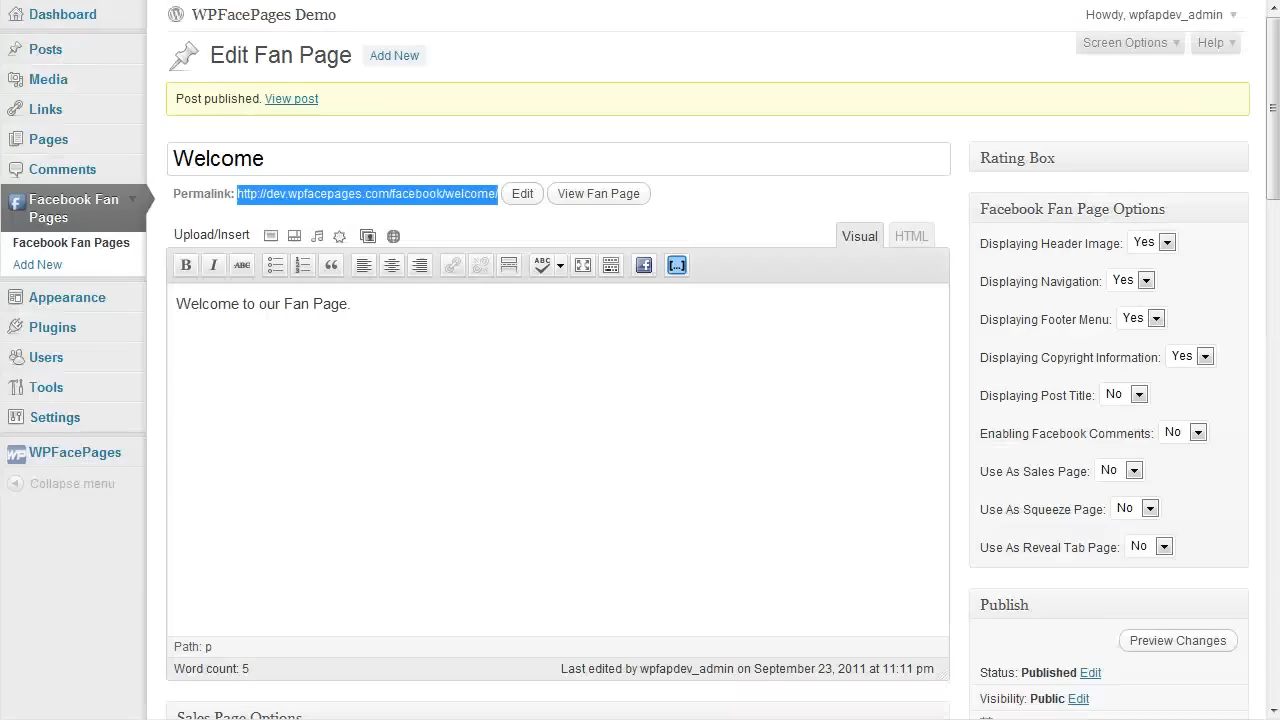 Dashboard
Posts
Media
Links
Pages
Comments
Facebook Fan
Pages
Facebook Fan Pages
Add New
Appearance
Plugins
Users
Tools
Settings
WPFacePages
Collapse menu
WPFacePages Demo
Howdy, wpfapdev_admin
Edit Fan Page Add New
Screen Options Help
Post published. View post
Welcome
Permalink: http://dev.wpfacepages.com/facebook/welcome/ Edit View Fan Page
Upload/Insert
Visual HTML
B I ABC ABC [...]
Welcome to our Fan Page.
Path: p
Word count: 5
Last edited by wpfapdev_admin on September 23, 2011 at 11:11 pm
Sales Page Options
Rating Box
Facebook Fan Page Options
Displaying Header Image: Yes
Displaying Navigation: Yes
Displaying Footer Menu: Yes
Displaying Copyright Information: Yes
Displaying Post Title: No
Enabling Facebook Comments: No
Use As Sales Page: No
Use As Squeeze Page: No
Use As Reveal Tab Page: No
Publish
Preview Changes
Status: Published Edit
Visibility: Public Edit